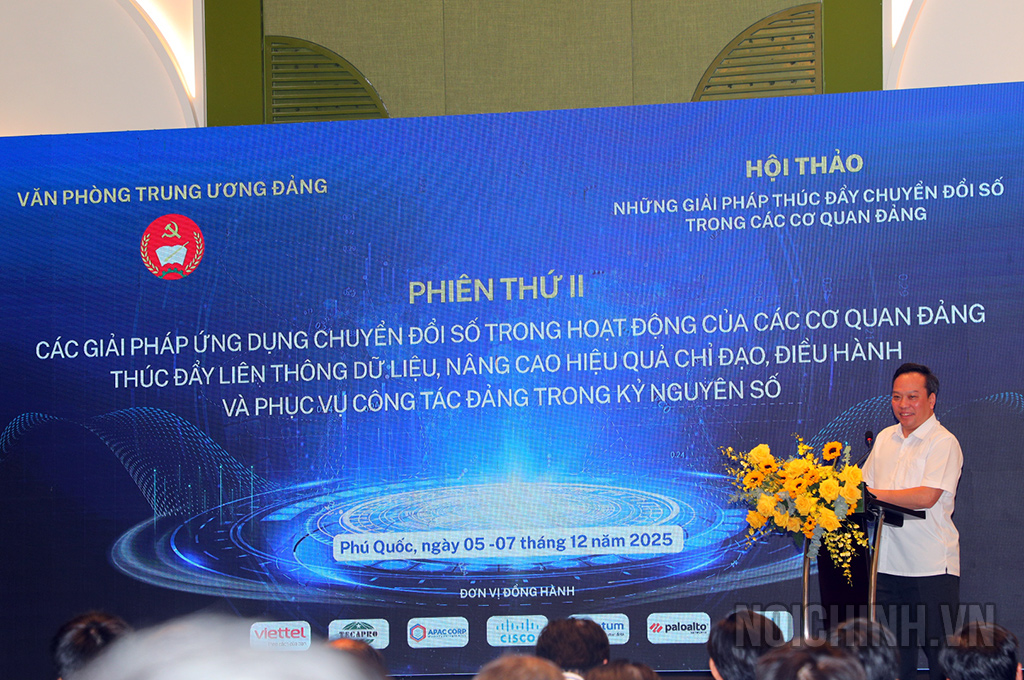 VĂN PHÒNG TRUNG ƯƠNG ĐẢNG
HỘI THẢO
NHỮNG GIẢI PHÁP THÚC ĐẨY CHUYỂN ĐỔI SỐ
TRONG CÁC CƠ QUAN ĐẢNG
PHIÊN THỨ II
CÁC GIẢI PHÁP ỨNG DỤNG CHUYỂN ĐỔI SỐ TRONG HOẠT ĐỘNG CỦA CÁC CƠ QUAN ĐẢNG
THÚC ĐẨY LIÊN THÔNG DỮ LIỆU, NÂNG CAO HIỆU QUẢ CHỈ ĐẠO, ĐIỀU HÀNH
VÀ PHỤC VỤ CÔNG TÁC ĐẢNG TRONG KỶ NGUYÊN SỐ
Phú Quốc, ngày 05 -07 tháng 12 năm 2025
ĐƠN VỊ ĐỒNG HÀNH
viettel
TECAPRO
APAC CORP
CISCO
paloalto
NOICHINH.VN